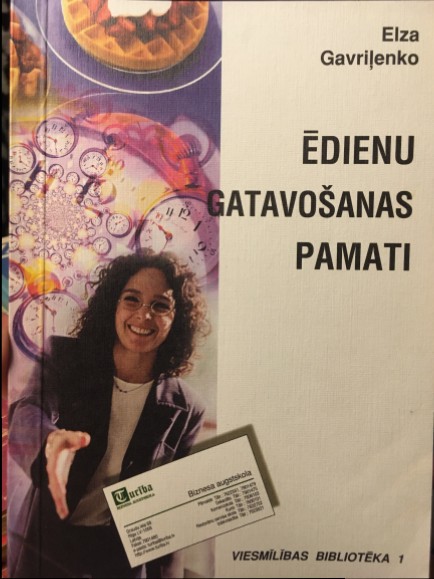 Elza
Gavriļenko
ĒDIENU
GATAVOŠANAS
PAMATI
Turība
Biznesa augstskola
VIESMĪLĪBAS BIBLIOTĒKA 1